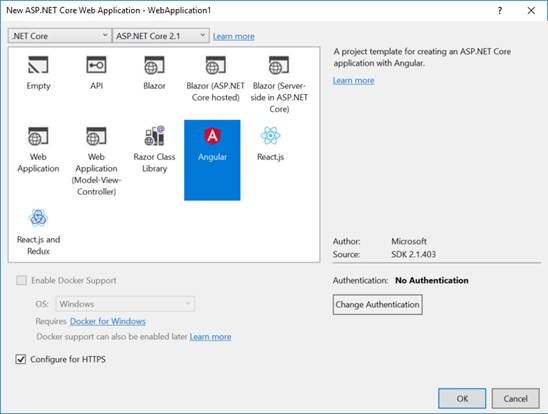 New ASP.NET Core Web Application - WebApplication1
.NET Core
ASP.NET Core 2.1
Learn more
Empty
API
Blazor
Blazor (ASP.NET
Core hosted)
Blazor (Server-
side in ASP.NET
Core)
Web
Application
Web
Application
(Model-View-
Controller)
Razor Class
Library
Angular
React.js
React.js and
Redux
A project template for creating an ASP.NET Core
application with Angular.
Learn more
Author: Microsoft
Source: SDK 2.1.403
Authentication: No Authentication
Change Authentication
Enable Docker Support
OS: Windows
Requires Docker for Windows
Docker support can also be enabled later Learn more
Configure for HTTPS
OK
Cancel